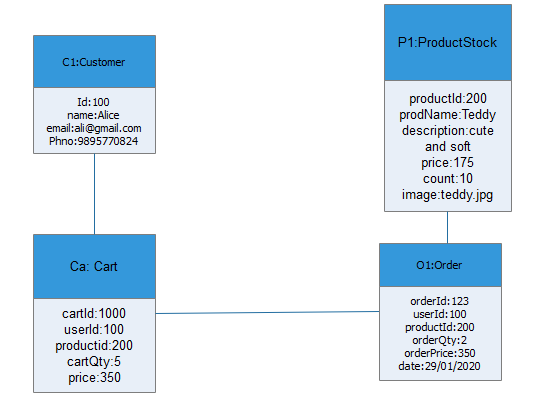 C1:Customer
Id:100
name:Alice
email:ali@gmail.com
Phno:9895770824
P1:ProductStock
productId:200
prodName:Teddy
description:cute
and soft
price:175
count:10
image:teddy.jpg
Ca: Cart
cartId:1000
userId:100
productid:200
cartQty:5
price:350
O1:Order
orderId:123
userId:100
productId:200
orderQty:2
orderPrice:350
date:29/01/2020